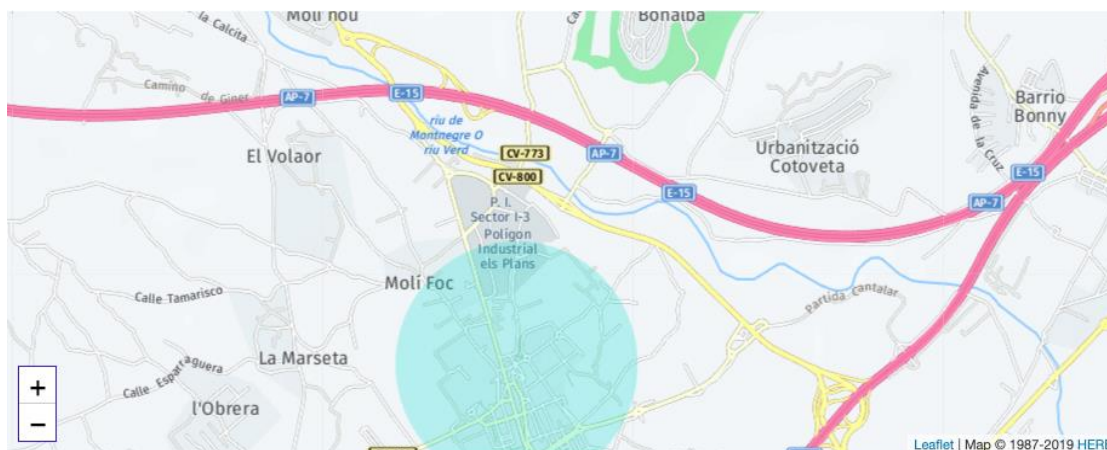 Molí nou
Bonalba
la Calcita
Camino de Ginet
AP-7
E-15
Barrio
Bonny
Avenida de la Cruz
riu de
Montnegre O
riu Verd
CV-773
AP-7
Urbanització
Cotoveta
El Volaor
CV-800
E-15
E-15
P. I.
Sector I-3
Polígon
Industrial
els Plans
AP-7
Molí Foc
Calle Tamarisco
Partida Cantalar
La Marseta
Calle Esparraguera
+
l'Obrera
−
Leaflet | Map © 1987-2019 HERE